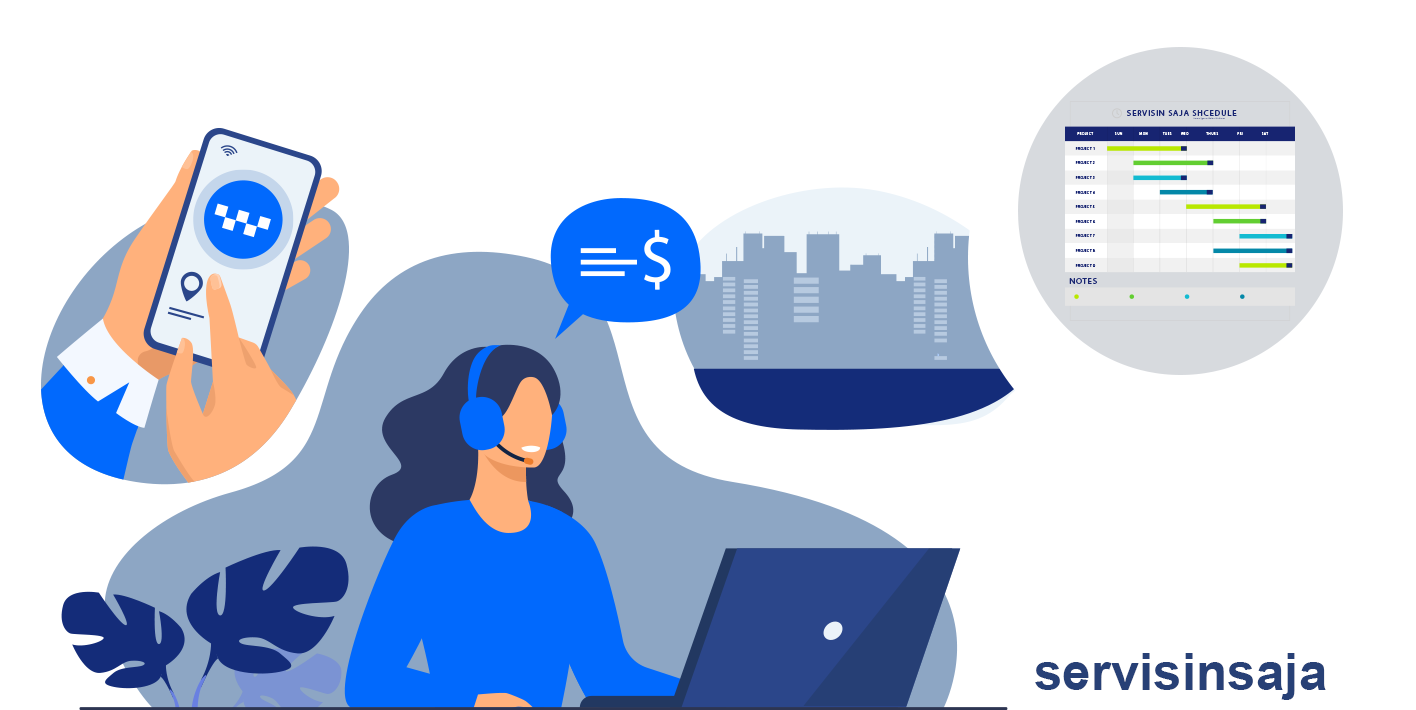 $
SERVISIN SAJA SHCEDULE
PROJECT SUN MON TUES WED THURS FRI SAT
PROJECT 1
PROJECT 2
PROJECT 3
PROJECT 4
PROJECT 5
PROJECT 6
PROJECT 7
PROJECT 8
PROJECT 9
NOTES
servisinsaja